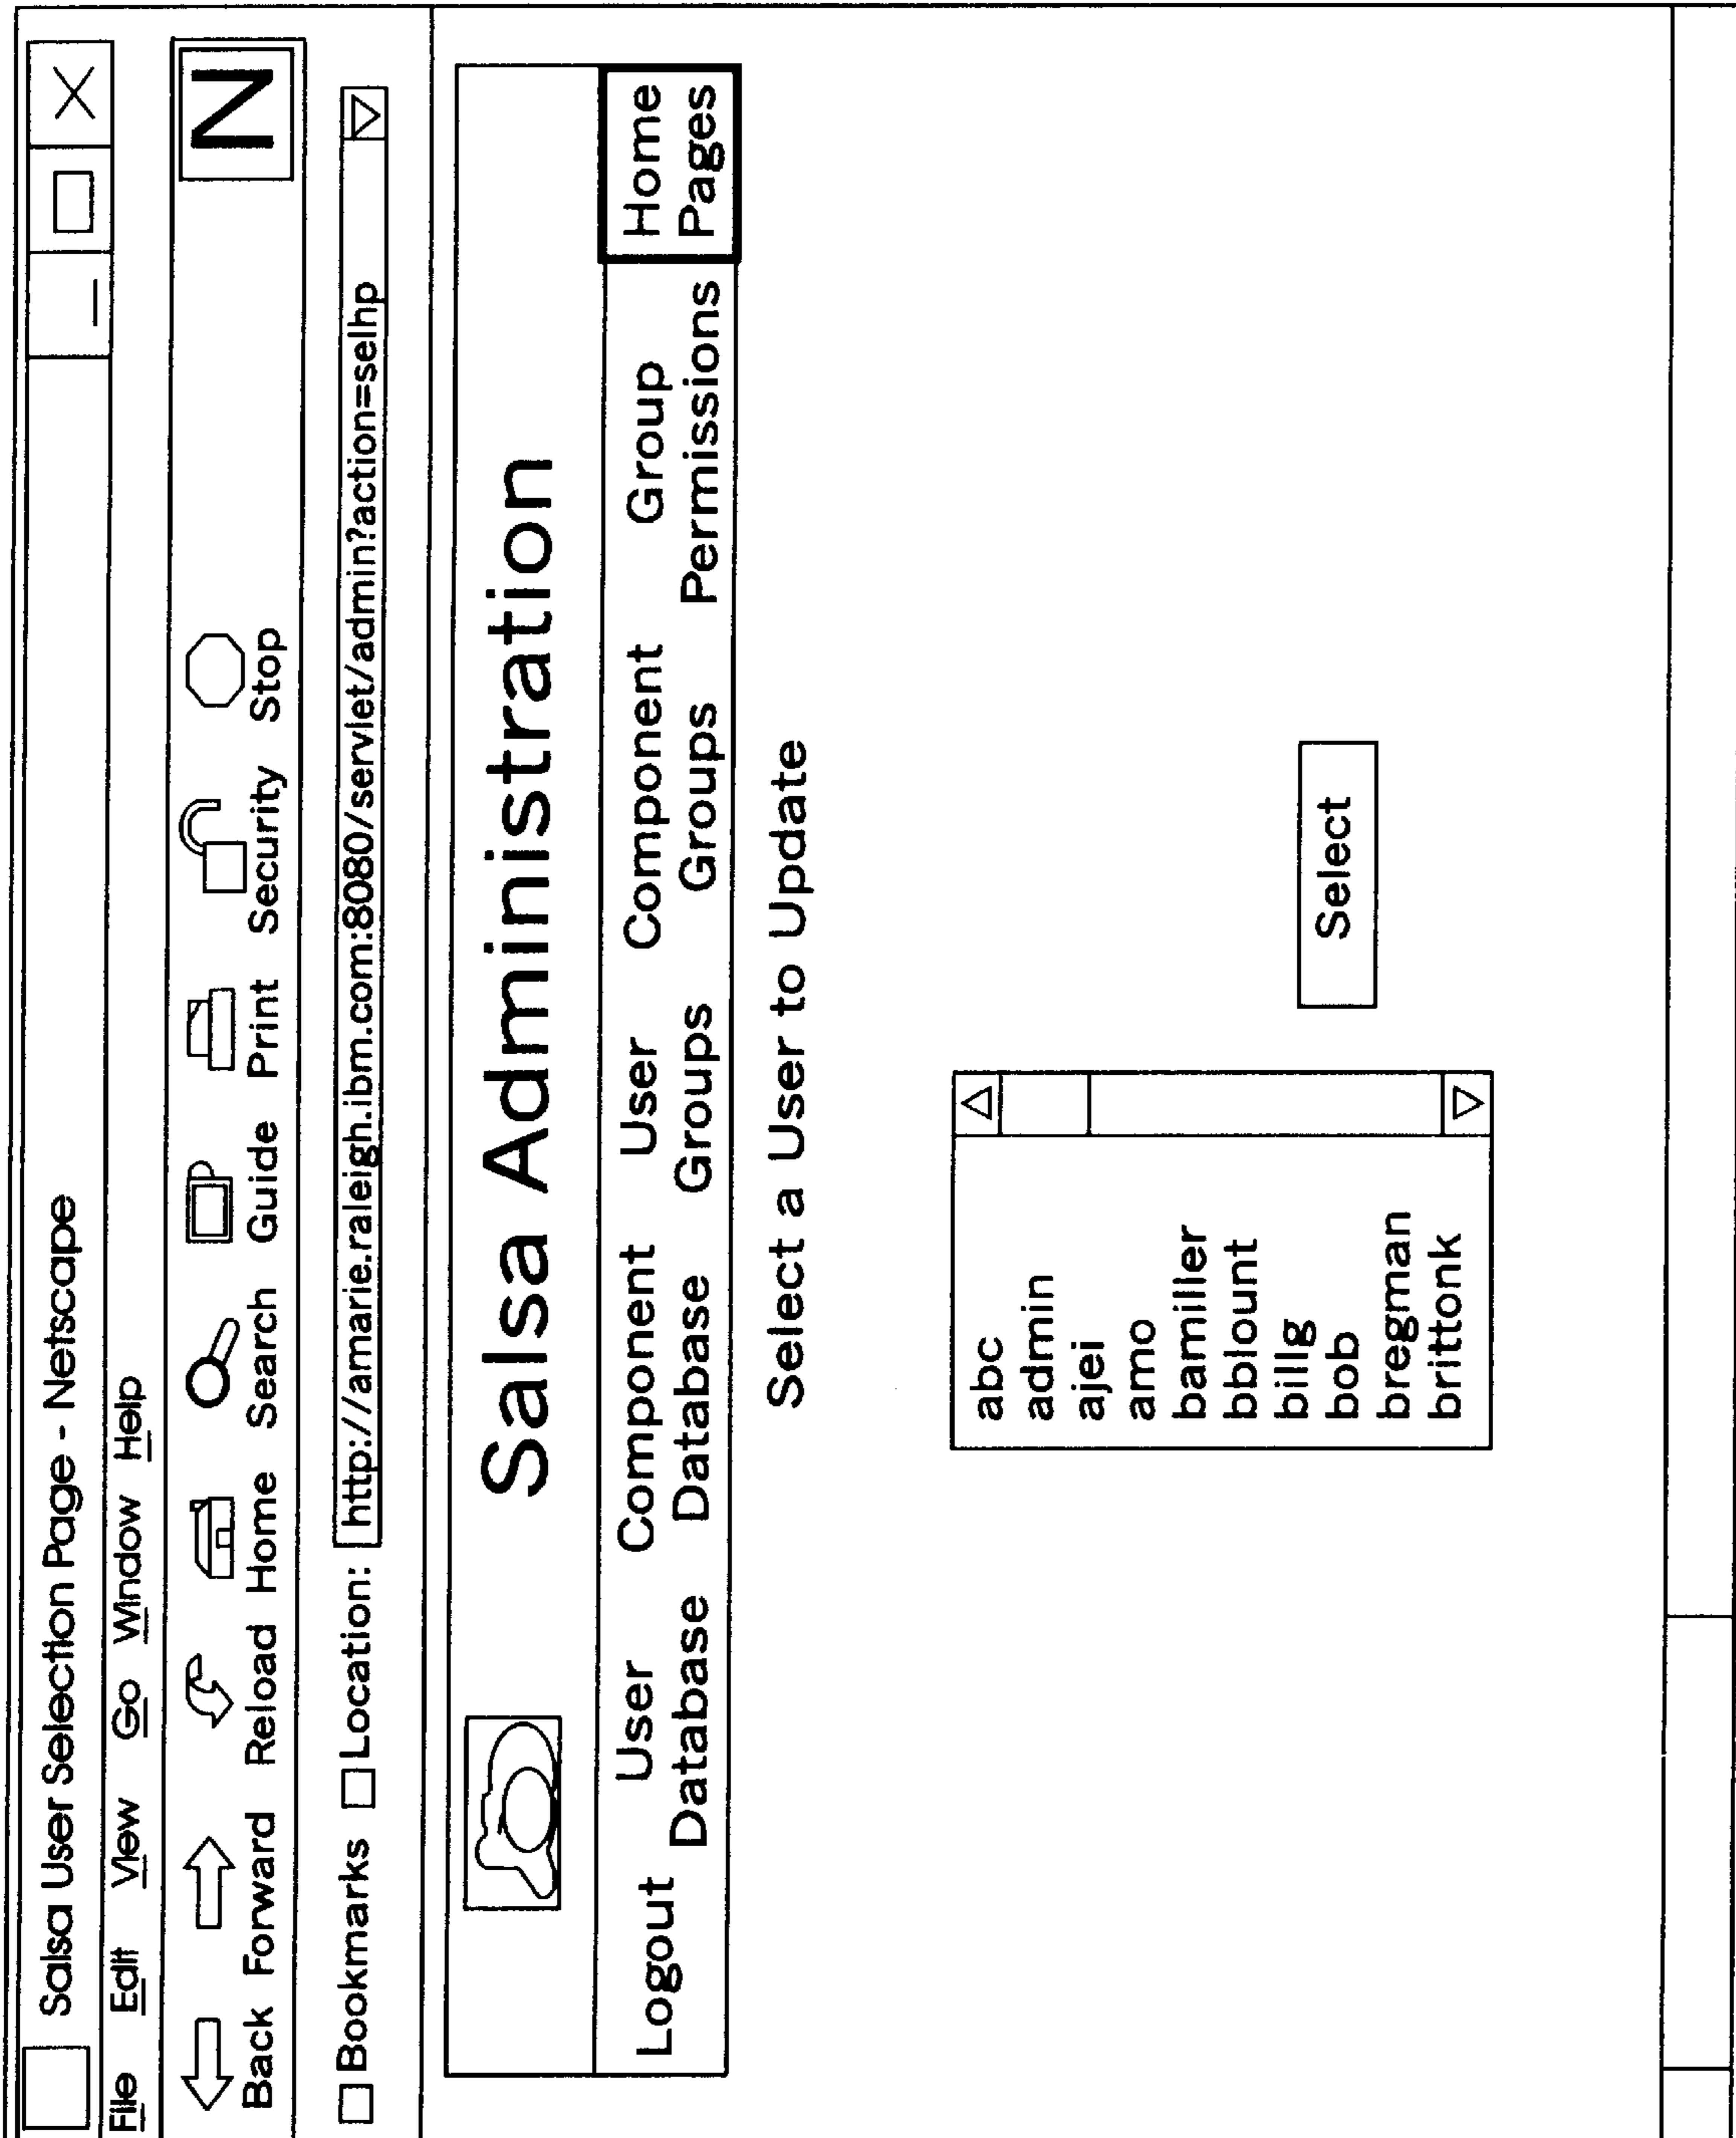 Salsa User Selection Page - Netscape
File Edit View Go Window Help
N
Back Forward Reload Home Search Guide Print Security Stop
Bookmarks Location: http://amarie.raleigh.ibm.com:8080/servlet/admin?action=selhp
Salsa Administration
Logout User Database Component Database User Groups Component Groups Group Permissions Home Pages
Select a User to Update
abc
admin
ajei
amo
bamiller
bblount
billg
bob
bregman
brittonk
Select